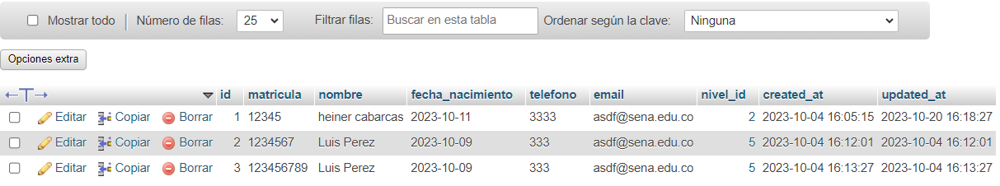 Mostrar todo Número de filas: 25 Filtrar filas: Buscar en esta tabla Ordenar según la clave: Ninguna
Opciones extra
id matricula nombre fecha_nacimiento telefono email nivel_id created_at updated_at
Editar Copiar Borrar 1 12345 heiner cabarcas 2023-10-11 3333 asdf@sena.edu.co 2 2023-10-04 16:05:15 2023-10-20 16:18:27
Editar Copiar Borrar 2 1234567 Luis Perez 2023-10-09 333 asdf@sena.edu.co 5 2023-10-04 16:12:01 2023-10-04 16:12:01
Editar Copiar Borrar 3 123456789 Luis Perez 2023-10-09 333 asdf@sena.edu.co 5 2023-10-04 16:13:27 2023-10-04 16:13:27